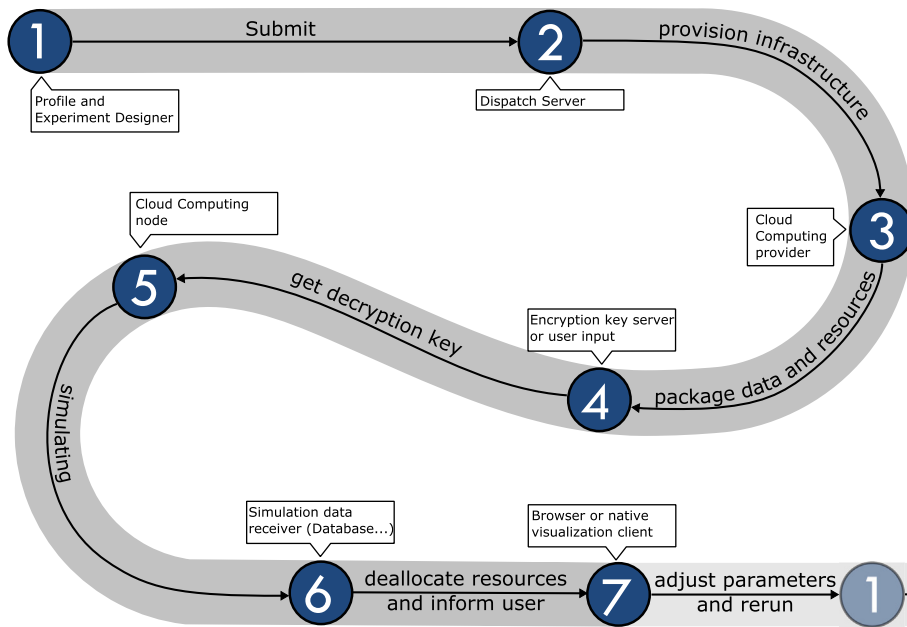 1
Submit
2
provision infrastructure
Profile and
Experiment Designer
Dispatch Server
3
Cloud
Computing
provider
package data and resources
4
Encryption key server
or user input
get decryption key
5
Cloud Computing
node
simulating
6
Simulation data
receiver (Database...)
deallocate resources
and inform user
7
Browser or native
visualization client
adjust parameters
and rerun
1